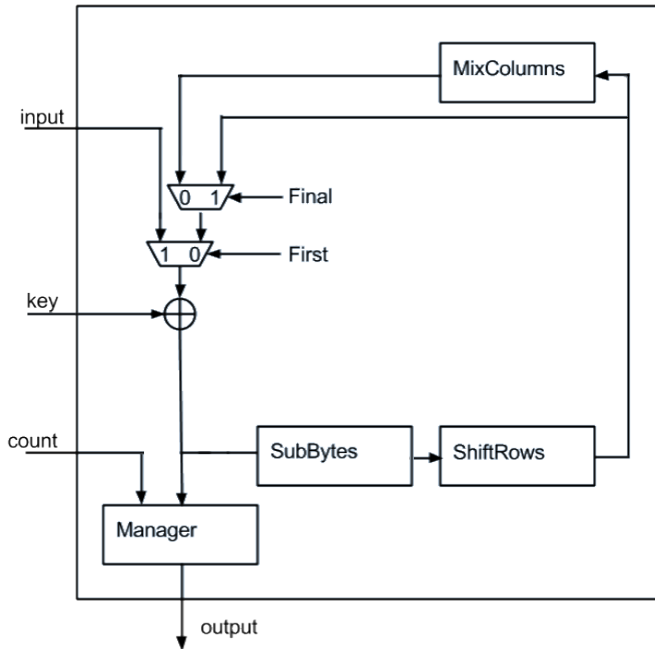 MixColumns
input
0 1
Final
1 0
First
key
count
SubBytes
ShiftRows
Manager
output